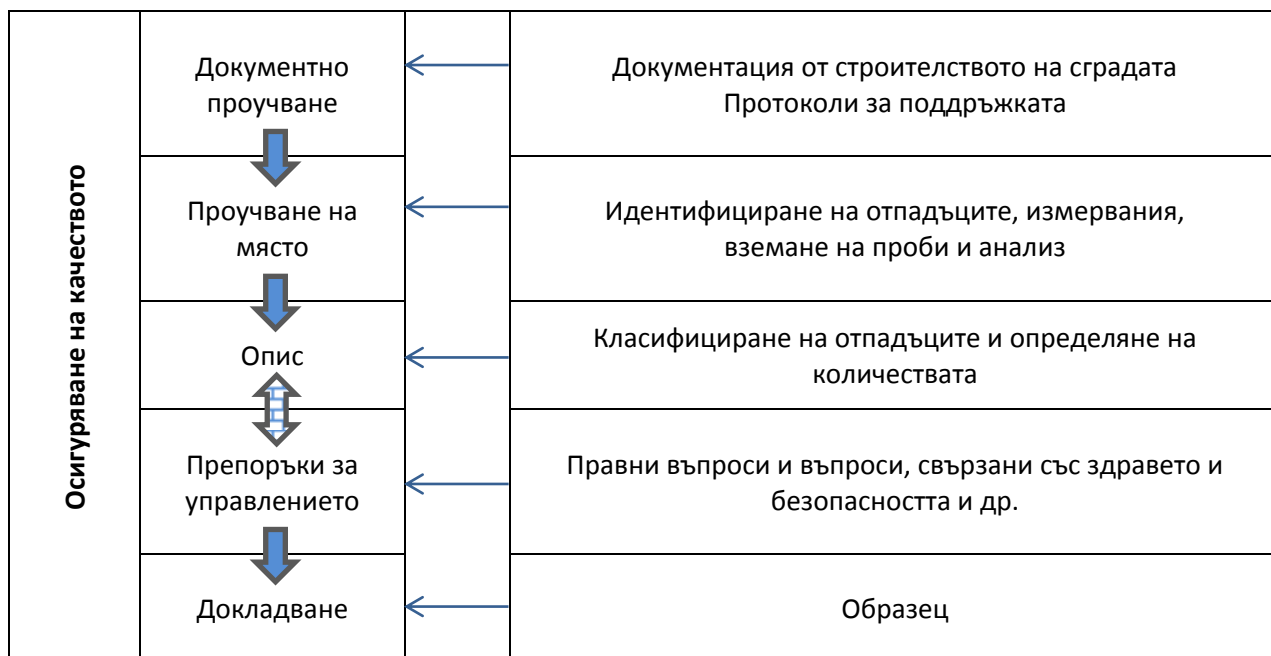 Осигуряване на качеството
Документно
проучване
Документация от строителството на сградата
Протоколи за поддръжката
Проучване на
място
Идентифициране на отпадъците, измервания,
вземане на проби и анализ
Опис
Класифициране на отпадъците и определяне на
количествата
Препоръки за
управлението
Правни въпроси и въпроси, свързани със здравето и
безопасността и др.
Докладване
Образец